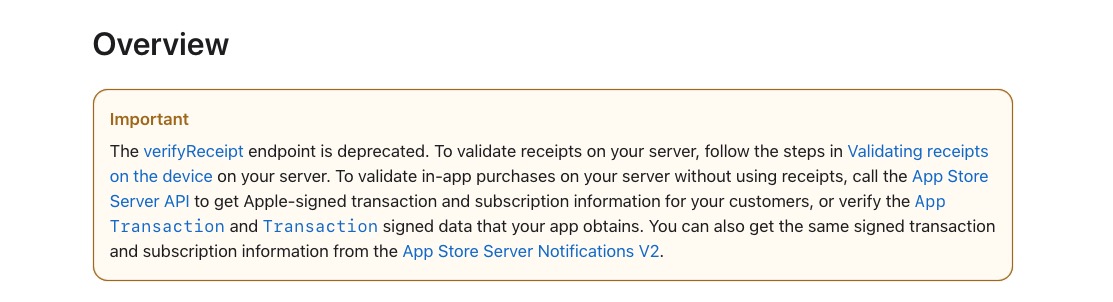 Overview
Important
The verifyReceipt endpoint is deprecated. To validate receipts on your server, follow the steps in Validating receipts
on the device on your server. To validate in-app purchases on your server without using receipts, call the App Store
Server API to get Apple-signed transaction and subscription information for your customers, or verify the App
Transaction and Transaction signed data that your app obtains. You can also get the same signed transaction
and subscription information from the App Store Server Notifications V2.